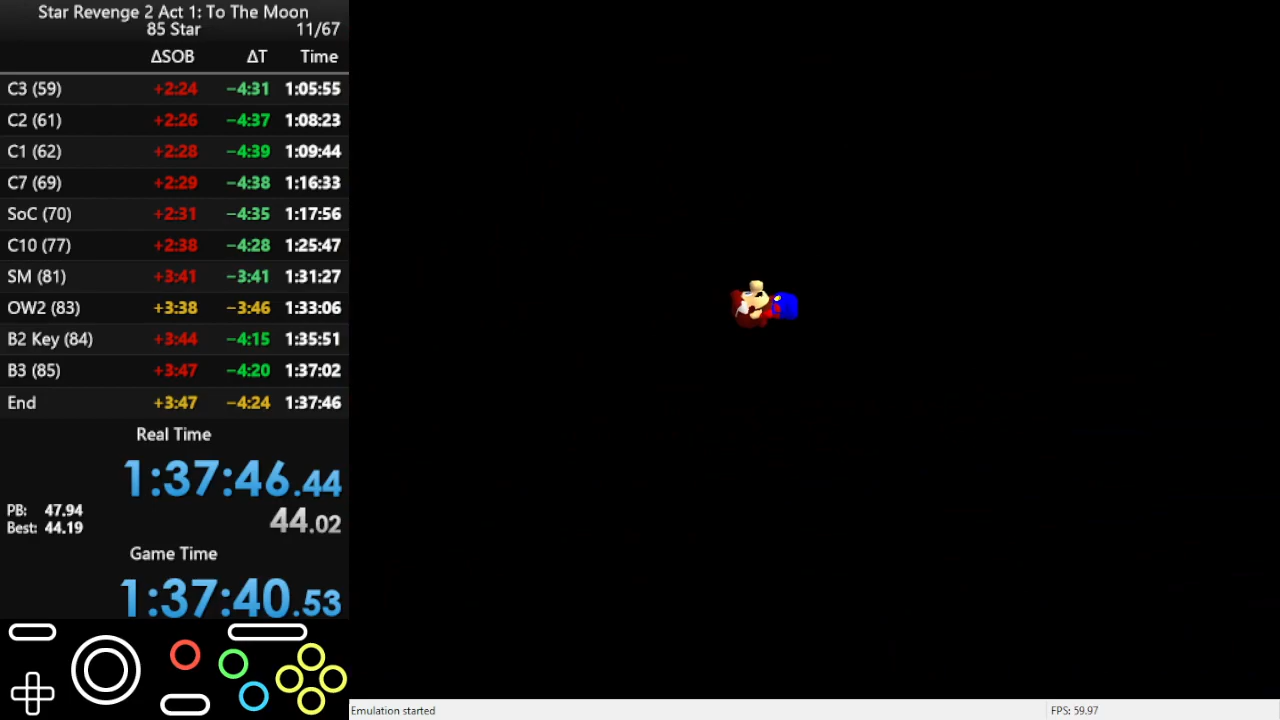 Star Revenge 2 Act 1: To The Moon
85 Star 11/67
ΔSOB ΔT Time
C3 (59) +2:24 −4:31 1:05:55
C2 (61) +2:26 −4:37 1:08:23
C1 (62) +2:28 −4:39 1:09:44
C7 (69) +2:29 −4:38 1:16:33
SoC (70) +2:31 −4:35 1:17:56
C10 (77) +2:38 −4:28 1:25:47
SM (81) +3:41 −3:41 1:31:27
OW2 (83) +3:38 −3:46 1:33:06
B2 Key (84) +3:44 −4:15 1:35:51
B3 (85) +3:47 −4:20 1:37:02
End +3:47 −4:24 1:37:46
Real Time
1:37:46.44
PB: 47.94
Best: 44.19
44.02
Game Time
1:37:40.53
Emulation started FPS: 59.97